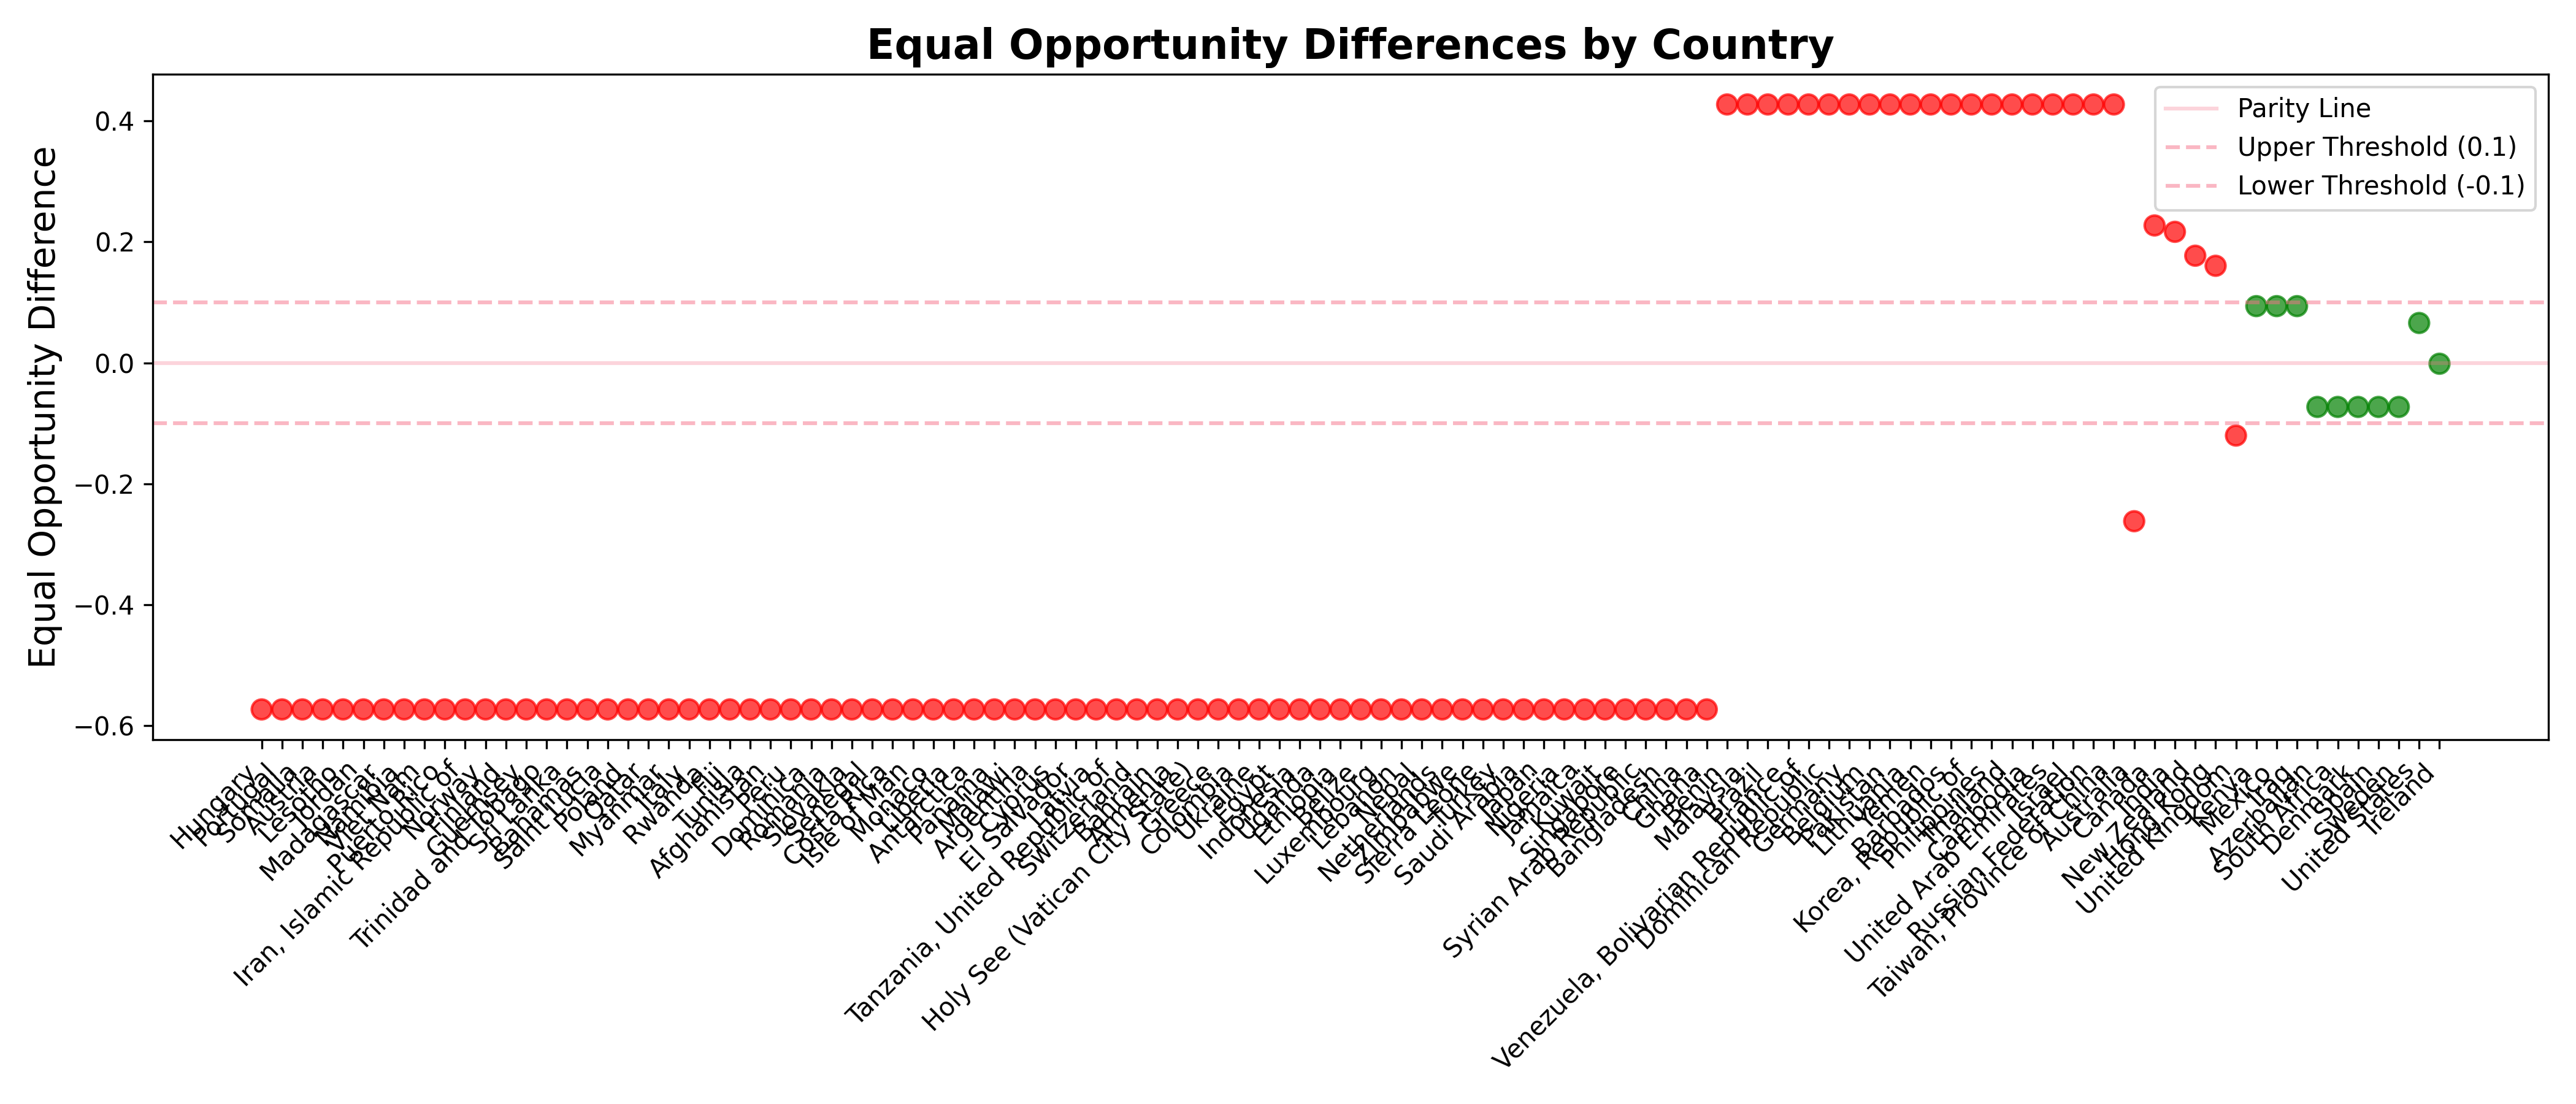 Equal Opportunity Differences by Country
Equal Opportunity Difference
0.4
0.2
0.0
−0.2
−0.4
−0.6
Parity Line
Upper Threshold (0.1)
Lower Threshold (-0.1)
Hungary
Portugal
Somalia
Austria
Lesotho
Jordan
Madagascar
Namibia
Viet Nam
Puerto Rico
Iran, Islamic Republic of
Norway
Finland
Guernsey
Trinidad and Tobago
Sri Lanka
Bahamas
Saint Lucia
Poland
Qatar
Myanmar
Italy
Rwanda
Fiji
Tunisia
Afghanistan
Peru
Dominica
Romania
Slovakia
Senegal
Costa Rica
Isle of Man
Monaco
Liberia
Antarctica
Panama
Malawi
Argentina
Cyprus
El Salvador
Latvia
Tanzania, United Republic of
Switzerland
Bahrain
Armenia
Holy See (Vatican City State)
Greece
Colombia
Ukraine
Egypt
Indonesia
Uganda
Ethiopia
Belize
Luxembourg
Lebanon
Nepal
Netherlands
Zimbabwe
Sierra Leone
Turkey
Saudi Arabia
Japan
Nigeria
Jamaica
Kuwait
Singapore
Syrian Arab Republic
Bangladesh
China
Ghana
Benin
Malaysia
Brazil
France
Venezuela, Bolivarian Republic of
Dominican Republic
Germany
Belgium
Pakistan
Lithuania
Yemen
Barbados
Korea, Republic of
Philippines
Thailand
Cambodia
United Arab Emirates
Israel
Russian Federation
Taiwan, Province of China
Austria
Canada
India
New Zealand
Hong Kong
United Kingdom
Kenya
Mexico
Iraq
Azerbaijan
South Africa
Denmark
Spain
Sweden
United States
Ireland